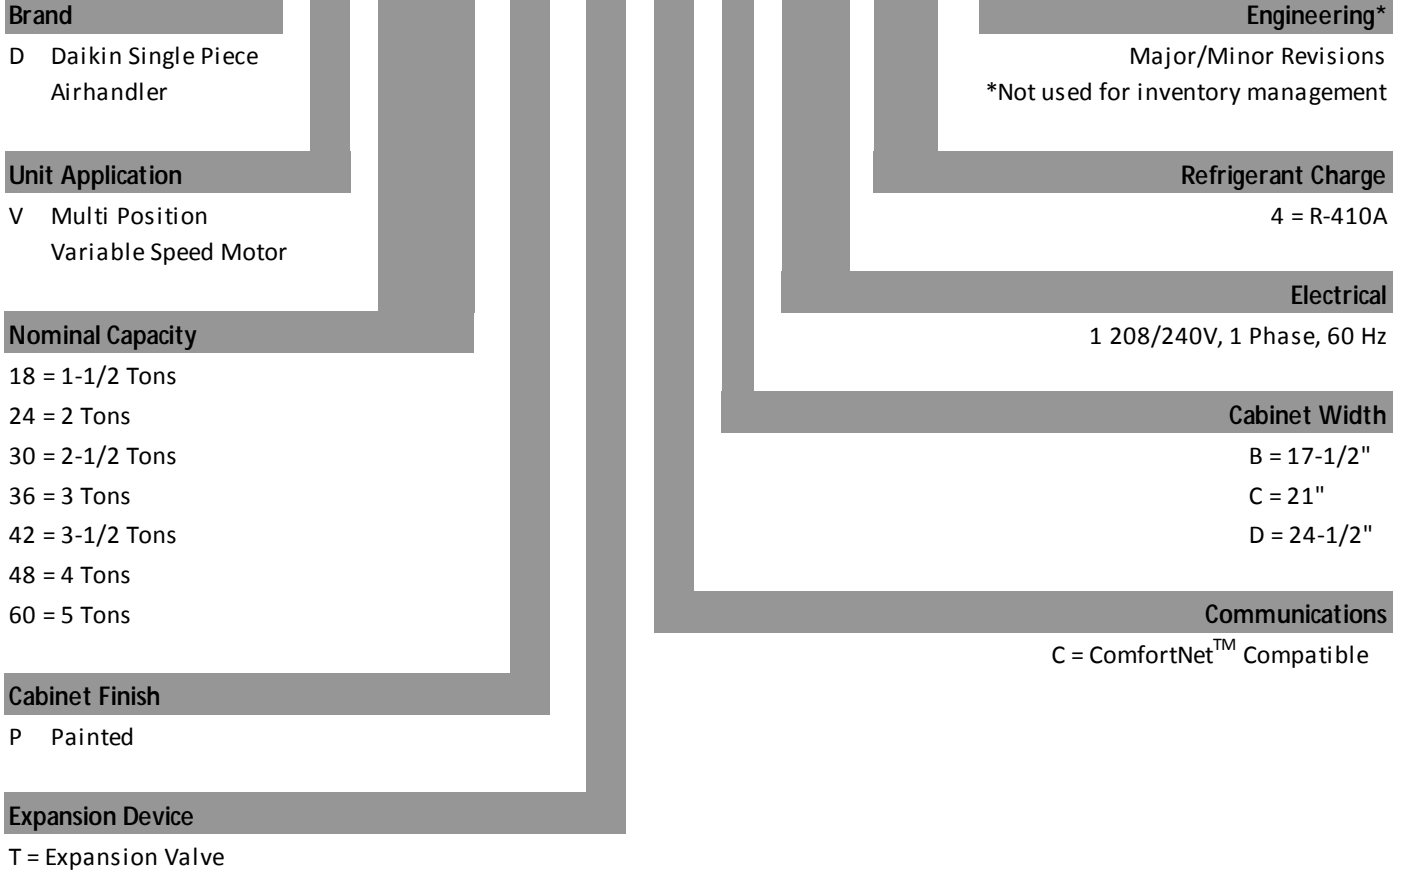 Brand
D Daikin Single Piece
Airhandler
Unit Application
V Multi Position
Variable Speed Motor
Nominal Capacity
18 = 1-1/2 Tons
24 = 2 Tons
30 = 2-1/2 Tons
36 = 3 Tons
42 = 3-1/2 Tons
48 = 4 Tons
60 = 5 Tons
Cabinet Finish
P Painted
Expansion Device
T = Expansion Valve
Engineering*
Major/Minor Revisions
*Not used for inventory management
Refrigerant Charge
4 = R-410A
Electrical
1 208/240V, 1 Phase, 60 Hz
Cabinet Width
B = 17-1/2"
C = 21"
D = 24-1/2"
Communications
C = ComfortNet™ Compatible